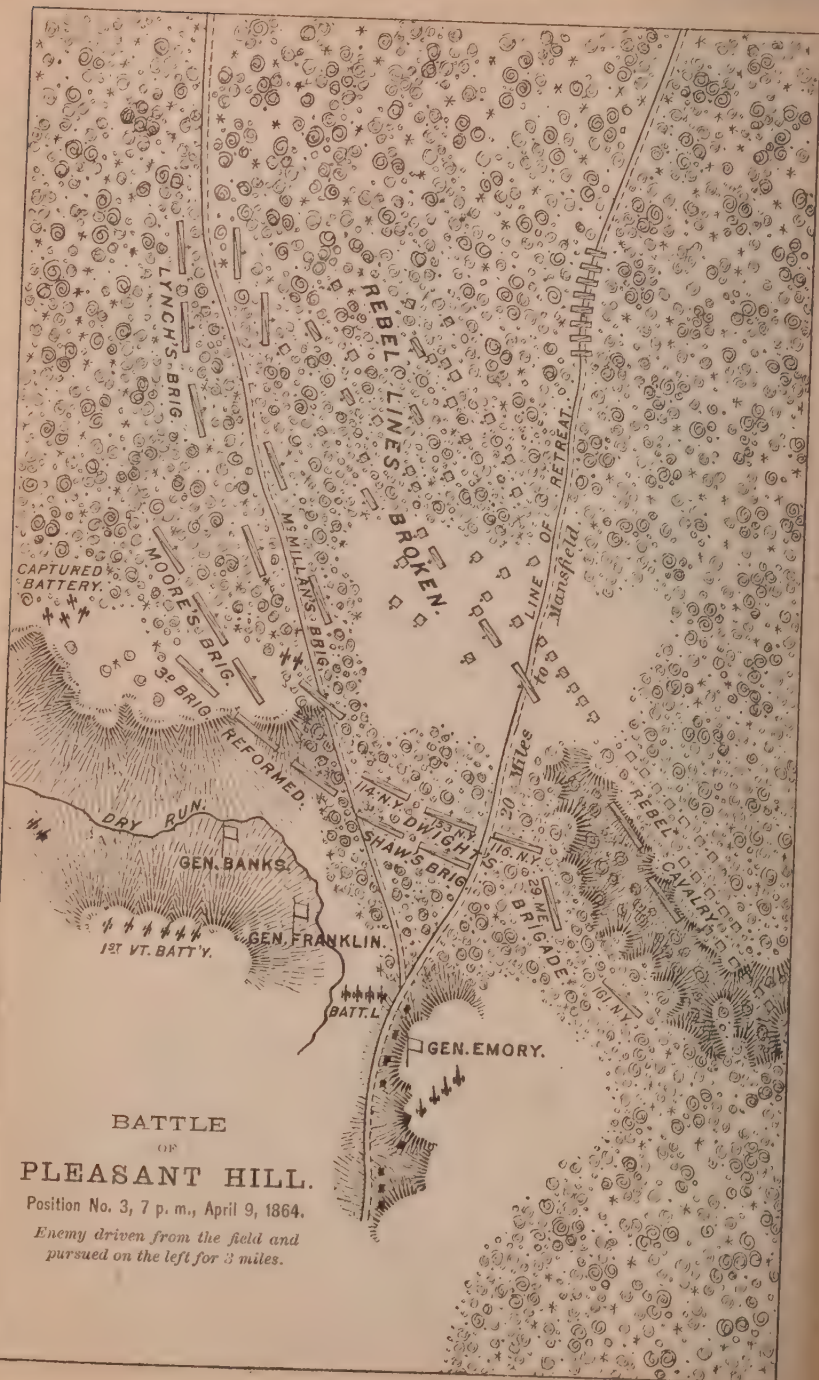 LYNCH'S BRIG
REBEL LINES BROKEN.
LINE OF RETREAT.
20 Miles to Mansfield.
McMILLAN'S BRIG.
CAPTURED
BATTERY.
MOORE'S BRIG.
3D BRIG. REFORMED.
114. N.Y.
153. N.Y.
116. N.Y.
29. ME.
161. N.Y.
DWIGHT'S BRIGADE
SHAW'S BRIG
REBEL CAVALRY
DRY RUN.
GEN. BANKS.
GEN. FRANKLIN.
1ST VT. BATT'Y.
BATT. L
GEN. EMORY.
BATTLE
OF
PLEASANT HILL.
Position No. 3, 7 p. m., April 9, 1864.
Enemy driven from the field and
pursued on the left for 3 miles.